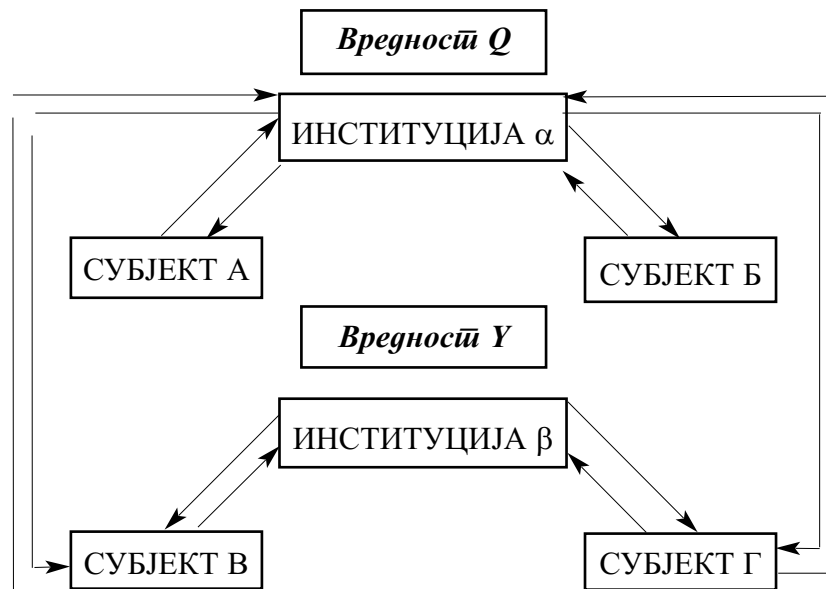 Вредност Q
ИНСТИТУЦИЈА α
СУБЈЕКТ А
СУБЈЕКТ Б
Вредност Y
ИНСТИТУЦИЈА β
СУБЈЕКТ В
СУБЈЕКТ Г